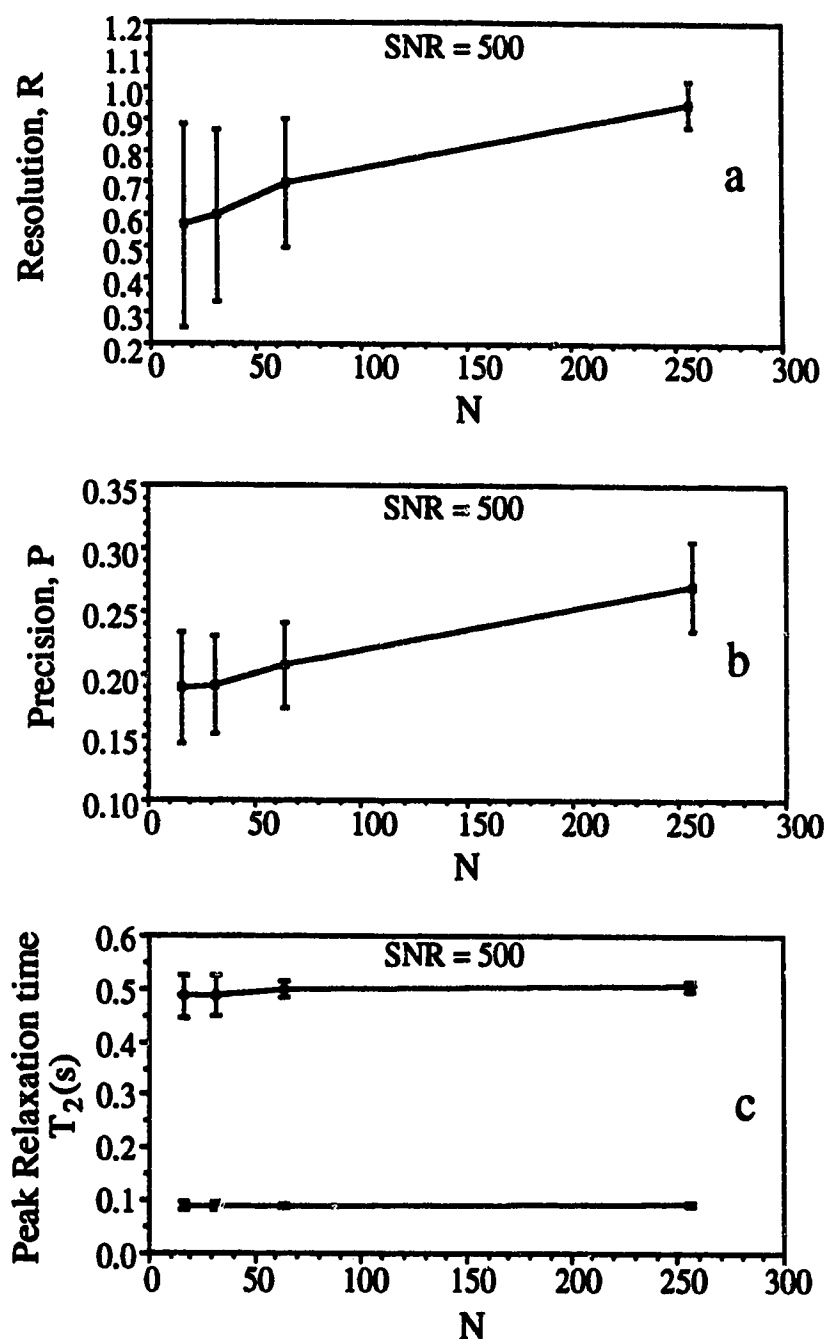 Resolution, R
1.2
1.1
1.0
0.9
0.8
0.7
0.6
0.5
0.4
0.3
0.2
SNR = 500
a
0 50 100 150 200 250 300
N
Precision, P
0.35
0.30
0.25
0.20
0.15
0.10
SNR = 500
b
0 50 100 150 200 250 300
N
Peak Relaxation time
T2(s)
0.6
0.5
0.4
0.3
0.2
0.1
0.0
SNR = 500
c
0 50 100 150 200 250 300
N